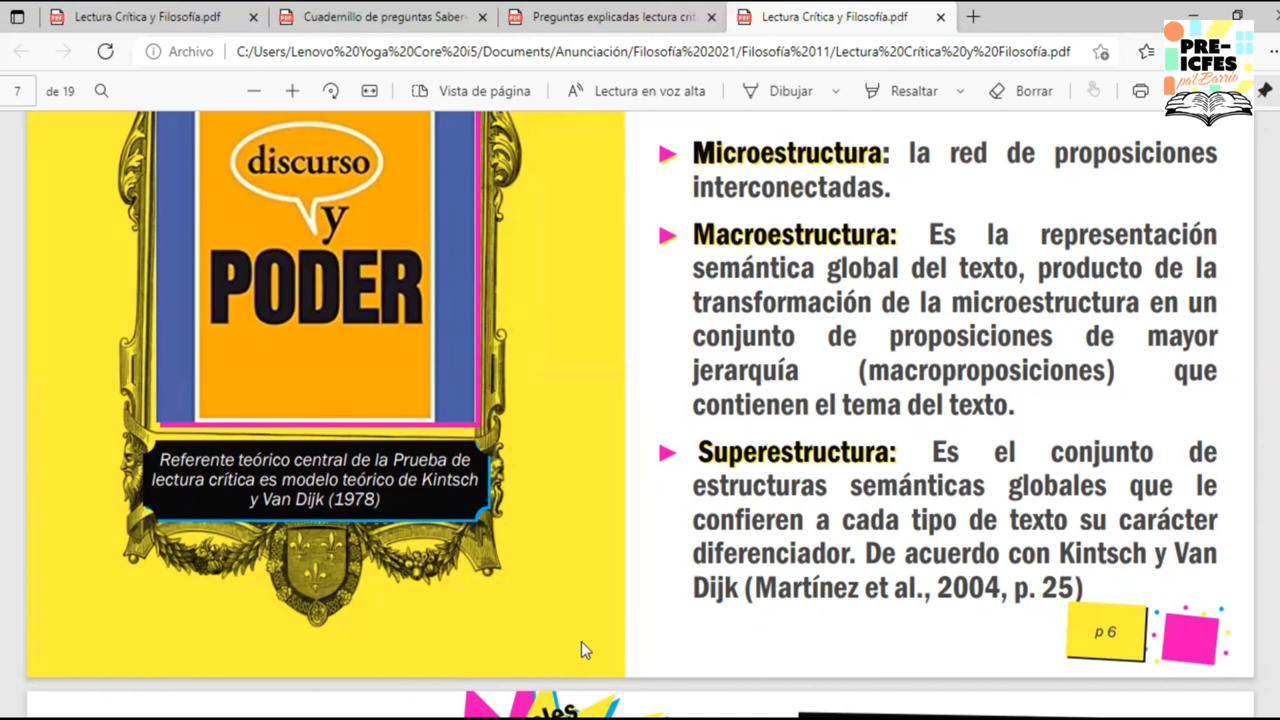 Lectura Crítica y Filosofía.pdf
Cuadernillo de preguntas Saber-
Preguntas explicadas lectura crit
Lectura Crítica y Filosofía.pdf
Archivo
C:/Users/Lenovo%20Yoga%20Core%20i5/Documents/Anunciación/Filosofía%202021/Filosofía%2011/Lectura%20Crítica%20y%20Filosofía.pdf
PRE-
ICFES
pa'l Barrio
7
de 19
Vista de página
Lectura en voz alta
Dibujar
Resaltar
Borrar
discurso
y
PODER
Referente teórico central de la Prueba de
lectura crítica es modelo teórico de Kintsch
y Van Dijk (1978)
Microestructura: la red de proposiciones
interconectadas.
Macroestructura: Es la representación
semántica global del texto, producto de la
transformación de la microestructura en un
conjunto de proposiciones de mayor
jerarquía (macroproposiciones) que
contienen el tema del texto.
Superestructura: Es el conjunto de
estructuras semánticas globales que le
confieren a cada tipo de texto su carácter
diferenciador. De acuerdo con Kintsch y Van
Dijk (Martínez et al., 2004, p. 25)
p 6